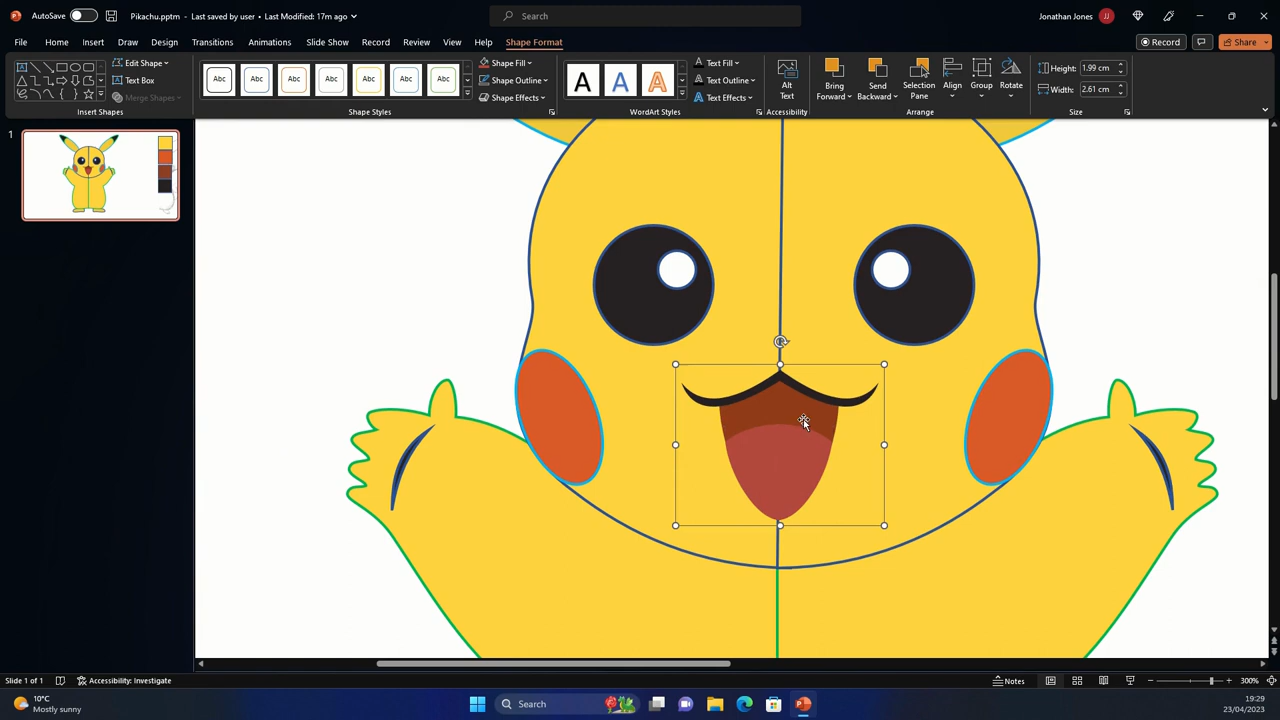 AutoSave Off Pikachu.pptm - Last saved by user • Last Modified: 17m ago Search Jonathan Jones JJ
File Home Insert Draw Design Transitions Animations Slide Show Record Review View Help Shape Format Record Share
Edit Shape
Text Box
Merge Shapes
Insert Shapes
Abc Abc Abc Abc Abc Abc Abc
Shape Fill
Shape Outline
Shape Effects
Shape Styles
A A A
Text Fill
Text Outline
Text Effects
WordArt Styles
Alt Text
Accessibility
Bring Forward
Send Backward
Selection Pane
Align
Group
Rotate
Arrange
Height: 1.99 cm
Width: 2.61 cm
Size
1
Slide 1 of 1 Accessibility: Investigate Notes 300%
10°C
Mostly sunny
Search
19:29
23/04/2023